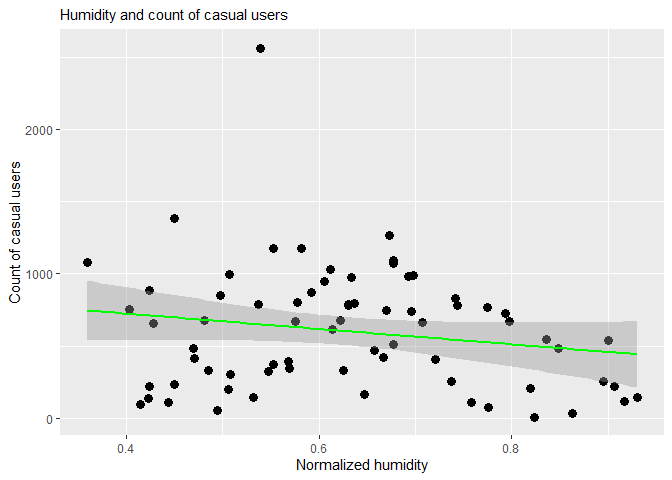 Humidity and count of casual users
Count of casual users
2000
1000
0
0.4
0.6
0.8
Normalized humidity